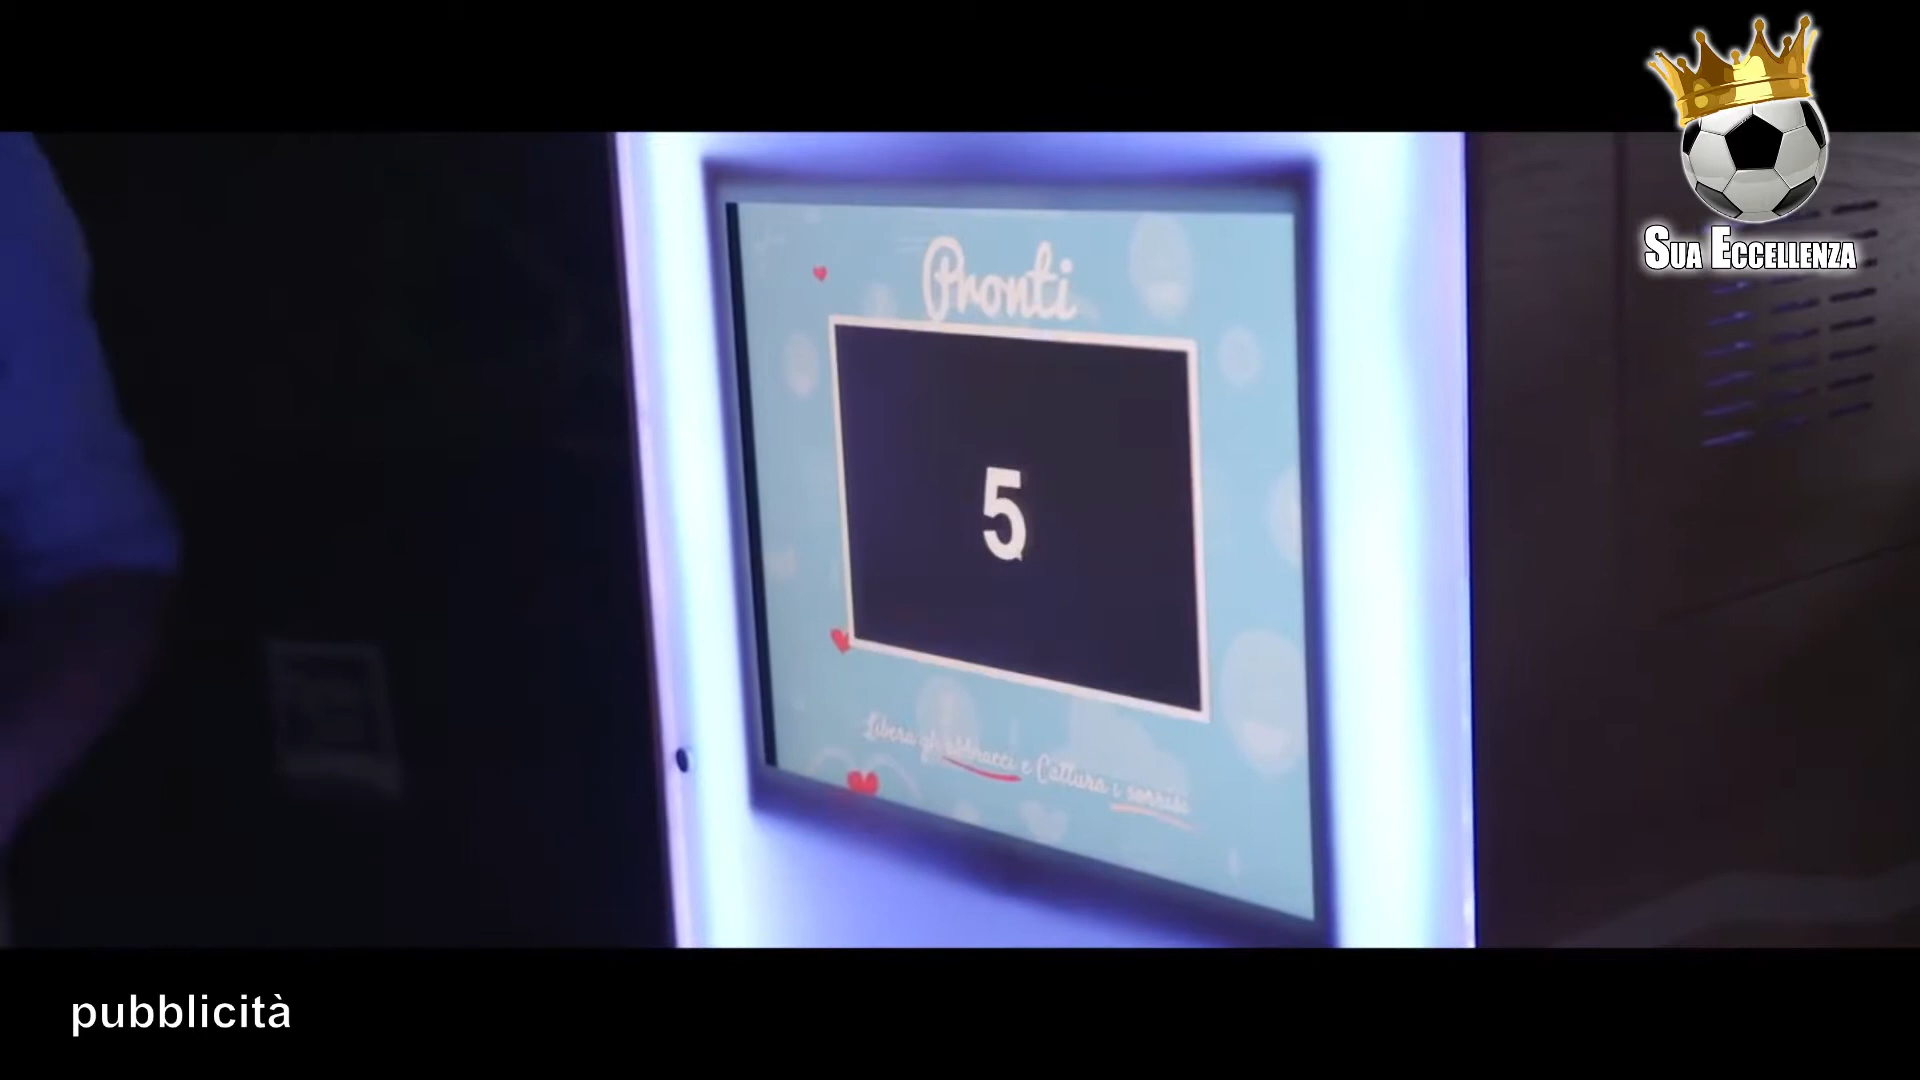 Sua Eccellenza
Pronti
5
Libera gli abbracci e Cattura i sorrisi
pubblicità